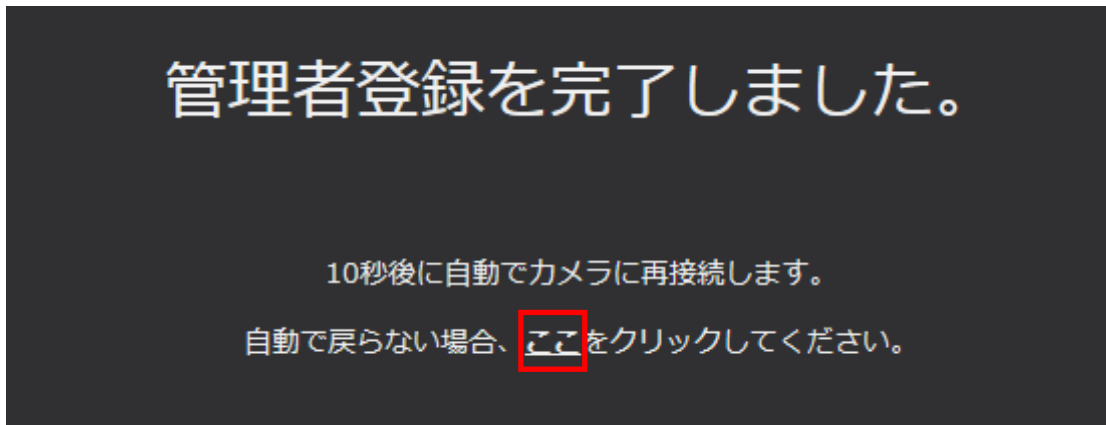 管理者登録を完了しました。
10秒後に自動でカメラに再接続します。
自動で戻らない場合、ここをクリックしてください。